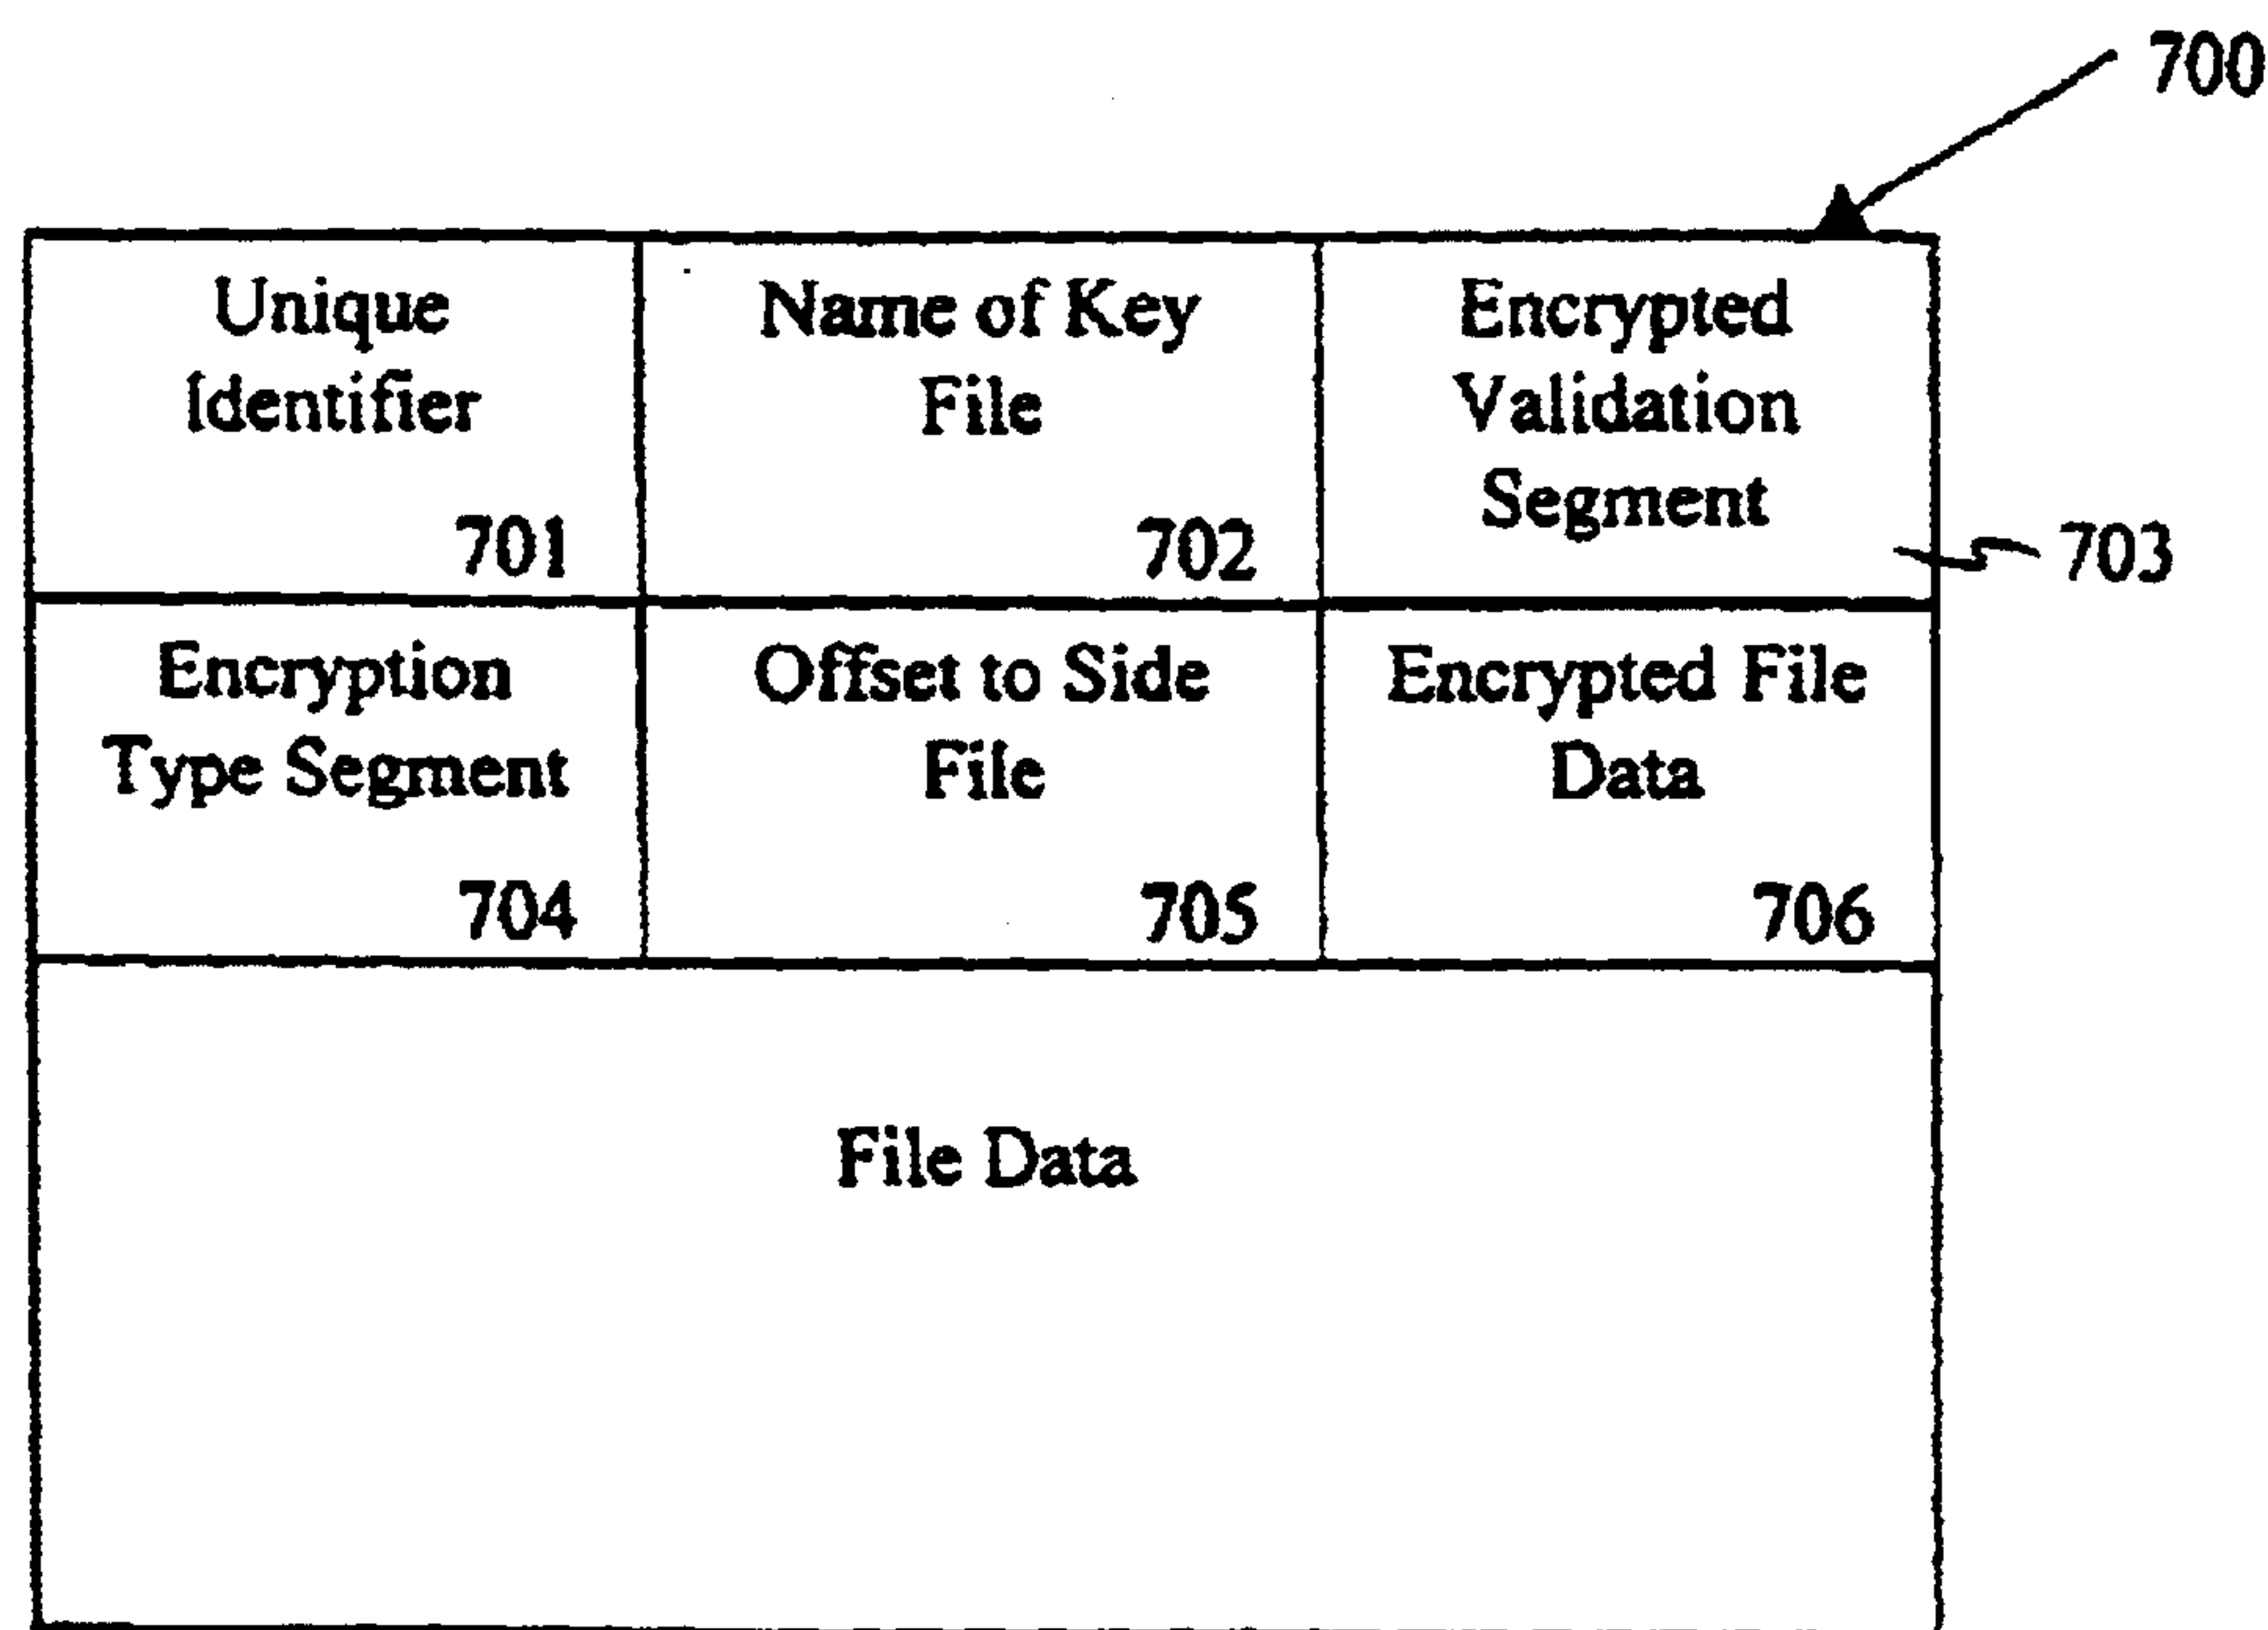 700
Unique
Identifier
701
Name of Key
File
702
Encrypted
Validation
Segment
703
Encryption
Type Segment
704
Offset to Side
File
705
Encrypted File
Data
706
File Data